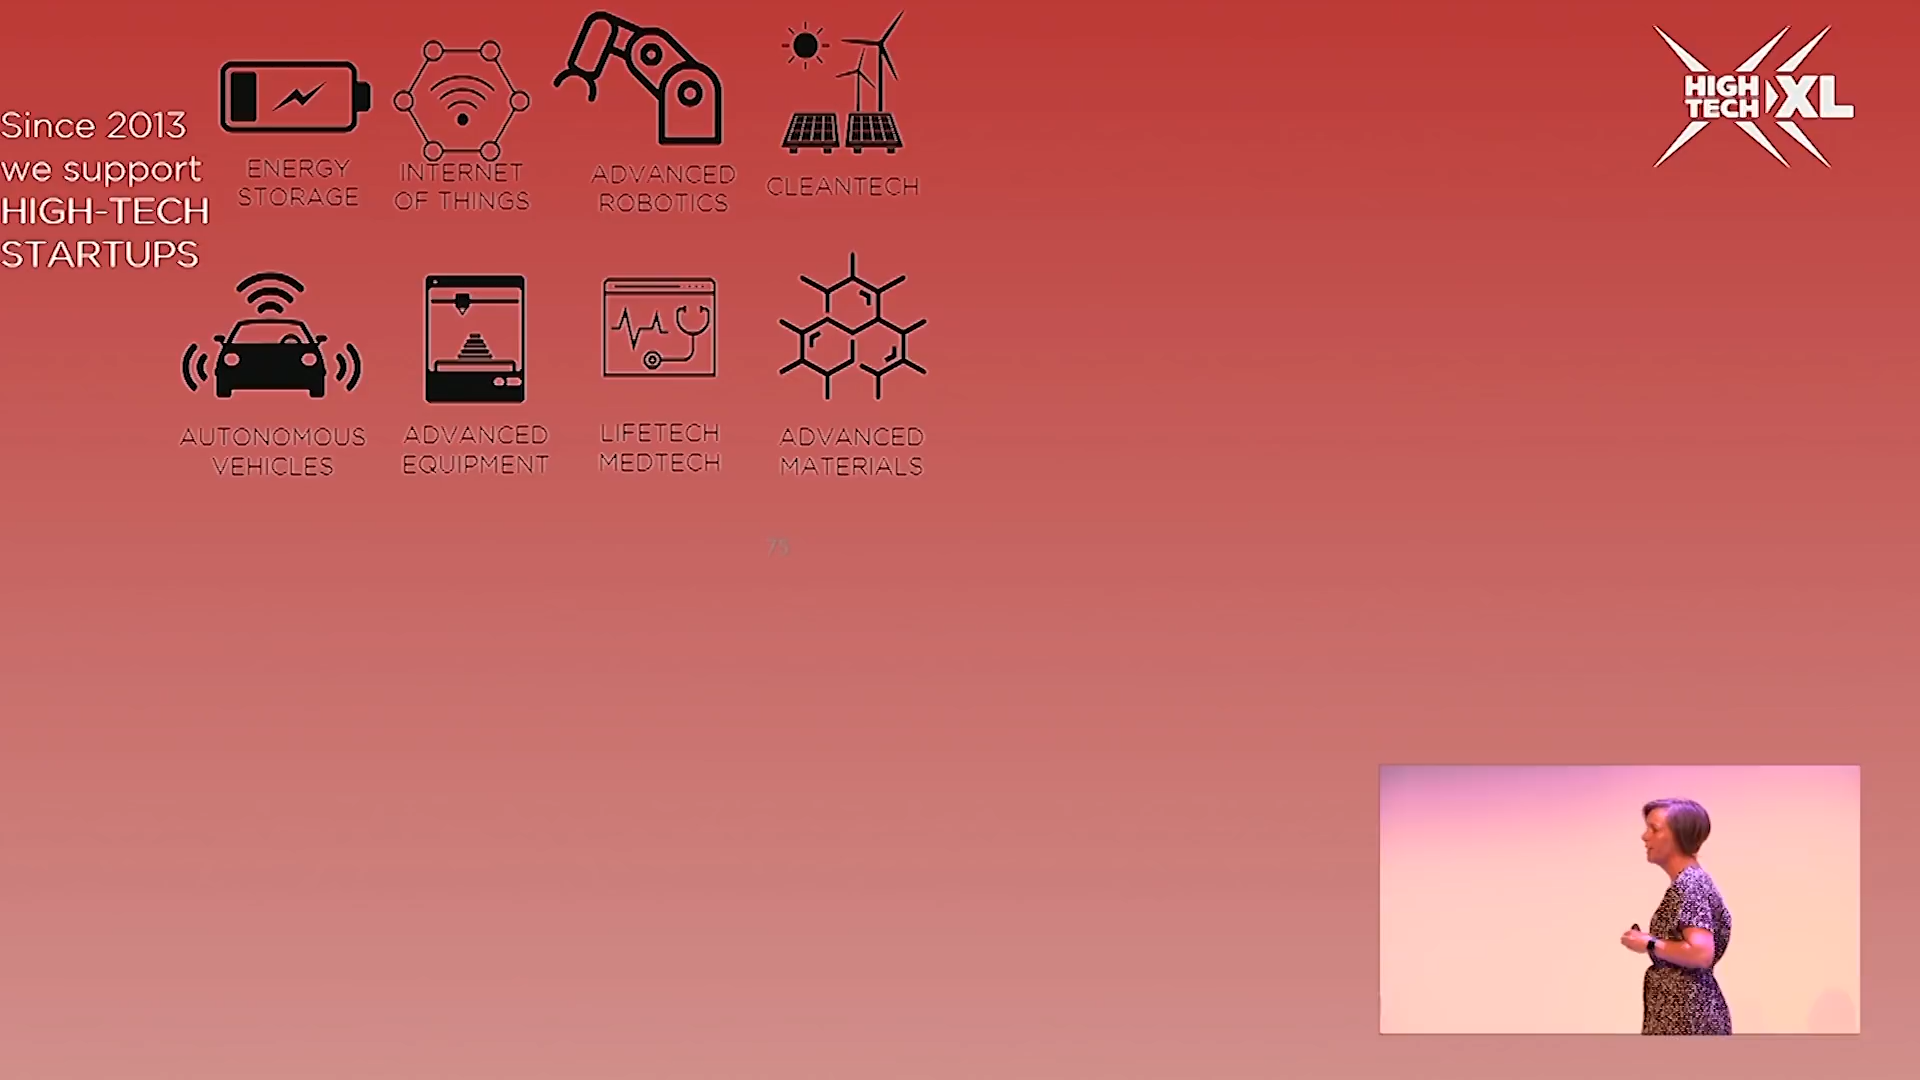 Since 2013
we support
HIGH-TECH
STARTUPS
ENERGY
STORAGE
INTERNET
OF THINGS
ADVANCED
ROBOTICS
CLEANTECH
AUTONOMOUS
VEHICLES
ADVANCED
EQUIPMENT
LIFETECH
MEDTECH
ADVANCED
MATERIALS
75
HIGH
TECH
XL